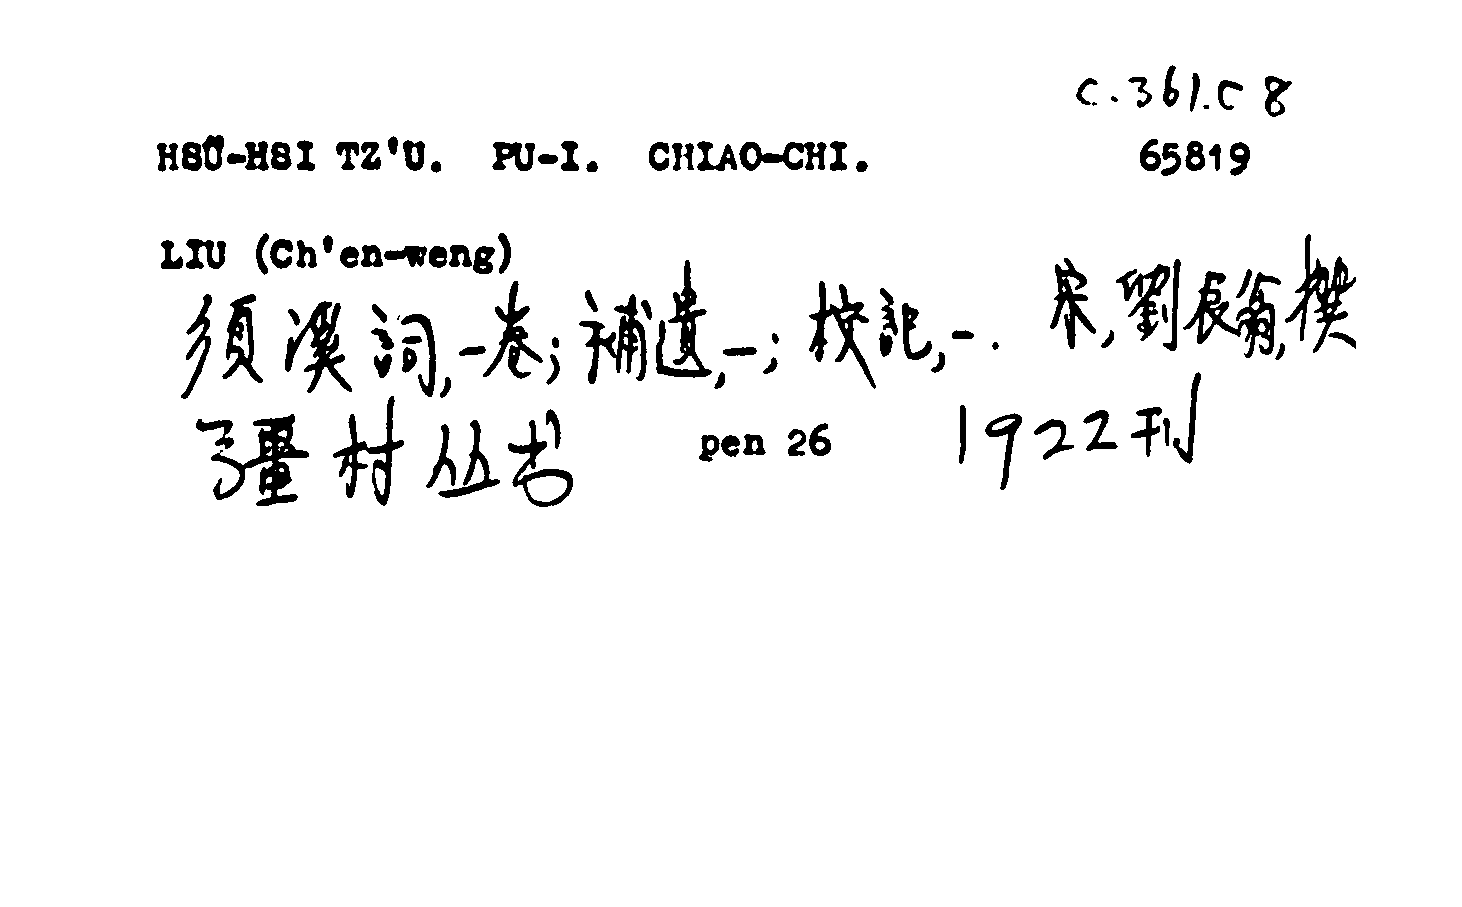 C.361.C 8
HSÜ-HSI TZ'U. PU-I. CHIAO-CHI. 65819
LIU (Ch'en-weng)
須溪詞,一卷; 補遺,一; 校記,一. 宋,劉辰翁,撰
彊村丛书 pen 26 1922刊